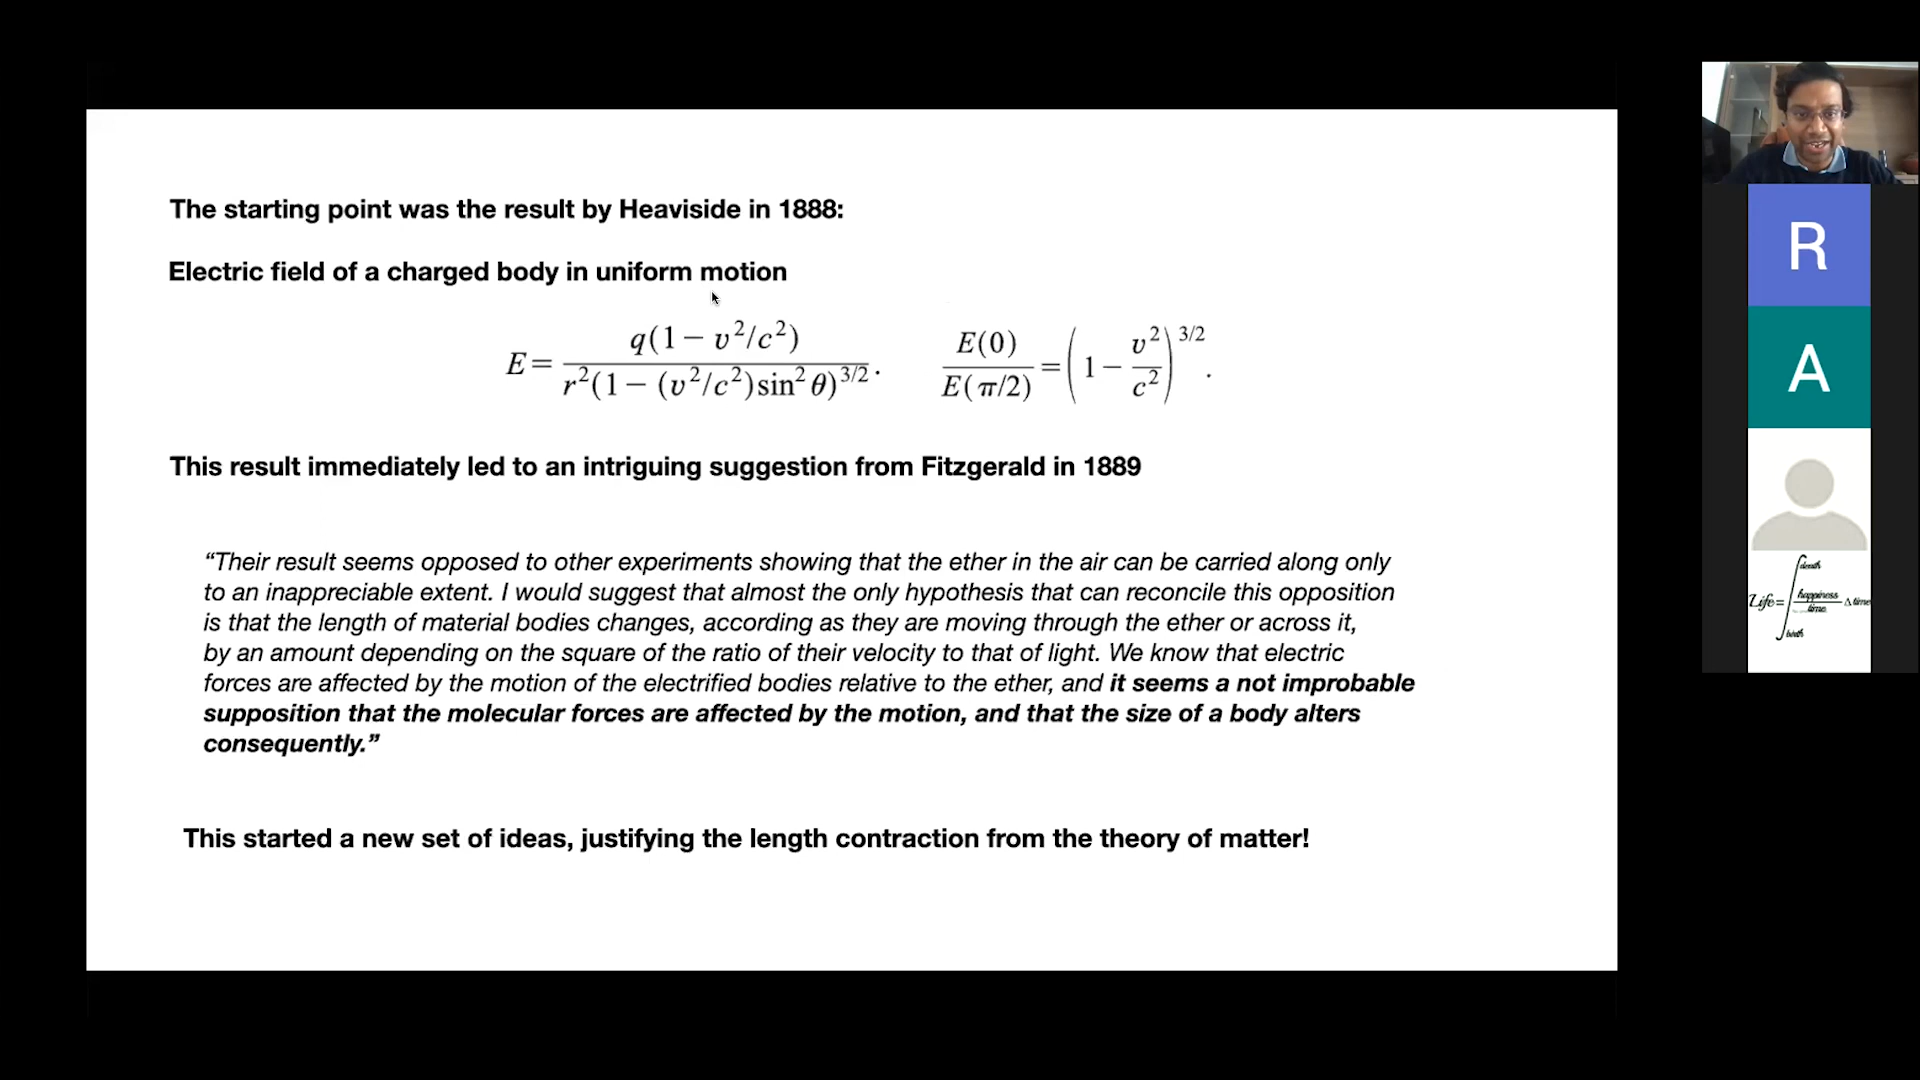 The starting point was the result by Heaviside in 1888:
Electric field of a charged body in uniform motion
E = q(1 − v²/c²) / r²(1 − (v²/c²)sin² θ)^3/2 .
E(0) / E(π/2) = (1 − v²/c²)^3/2 .
This result immediately led to an intriguing suggestion from Fitzgerald in 1889
“Their result seems opposed to other experiments showing that the ether in the air can be carried along only
to an inappreciable extent. I would suggest that almost the only hypothesis that can reconcile this opposition
is that the length of material bodies changes, according as they are moving through the ether or across it,
by an amount depending on the square of the ratio of their velocity to that of light. We know that electric
forces are affected by the motion of the electrified bodies relative to the ether, and it seems a not improbable
supposition that the molecular forces are affected by the motion, and that the size of a body alters
consequently.”
This started a new set of ideas, justifying the length contraction from the theory of matter!
R
A
death
Life = ∫ happiness / time Δ time
birth